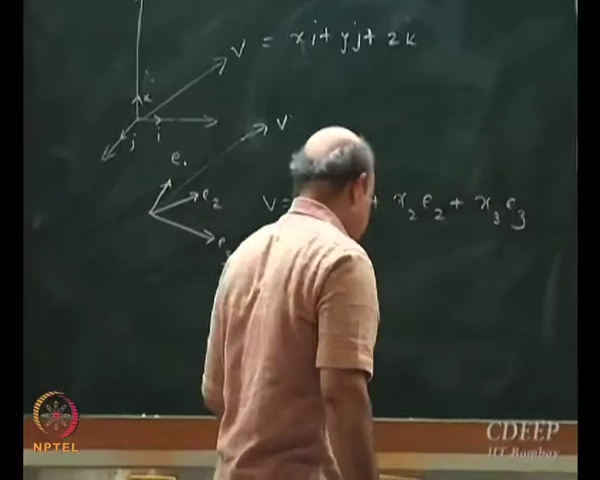 V = xi + yj + zk
k
j i
V
e₁
e₂
V = + x₂e₂ + x₃e₃
NPTEL
CDEEP
IIT Bombay